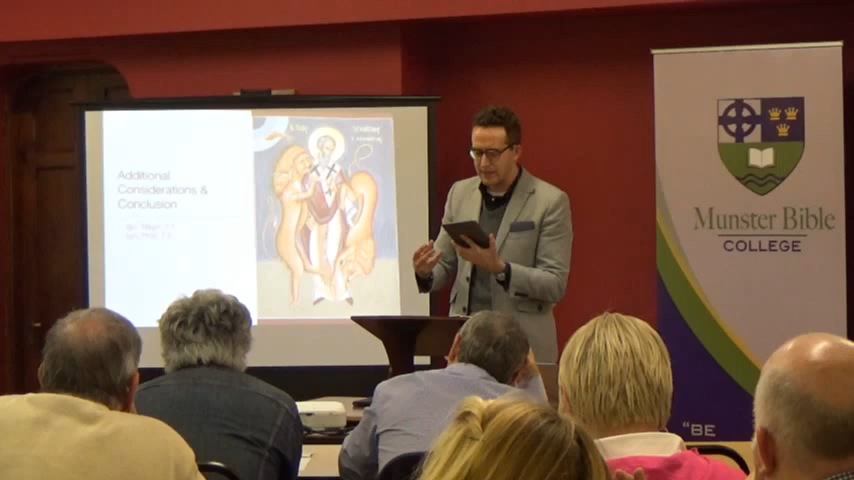 Additional
Considerations &
Conclusion
Munster Bible
COLLEGE
“BE